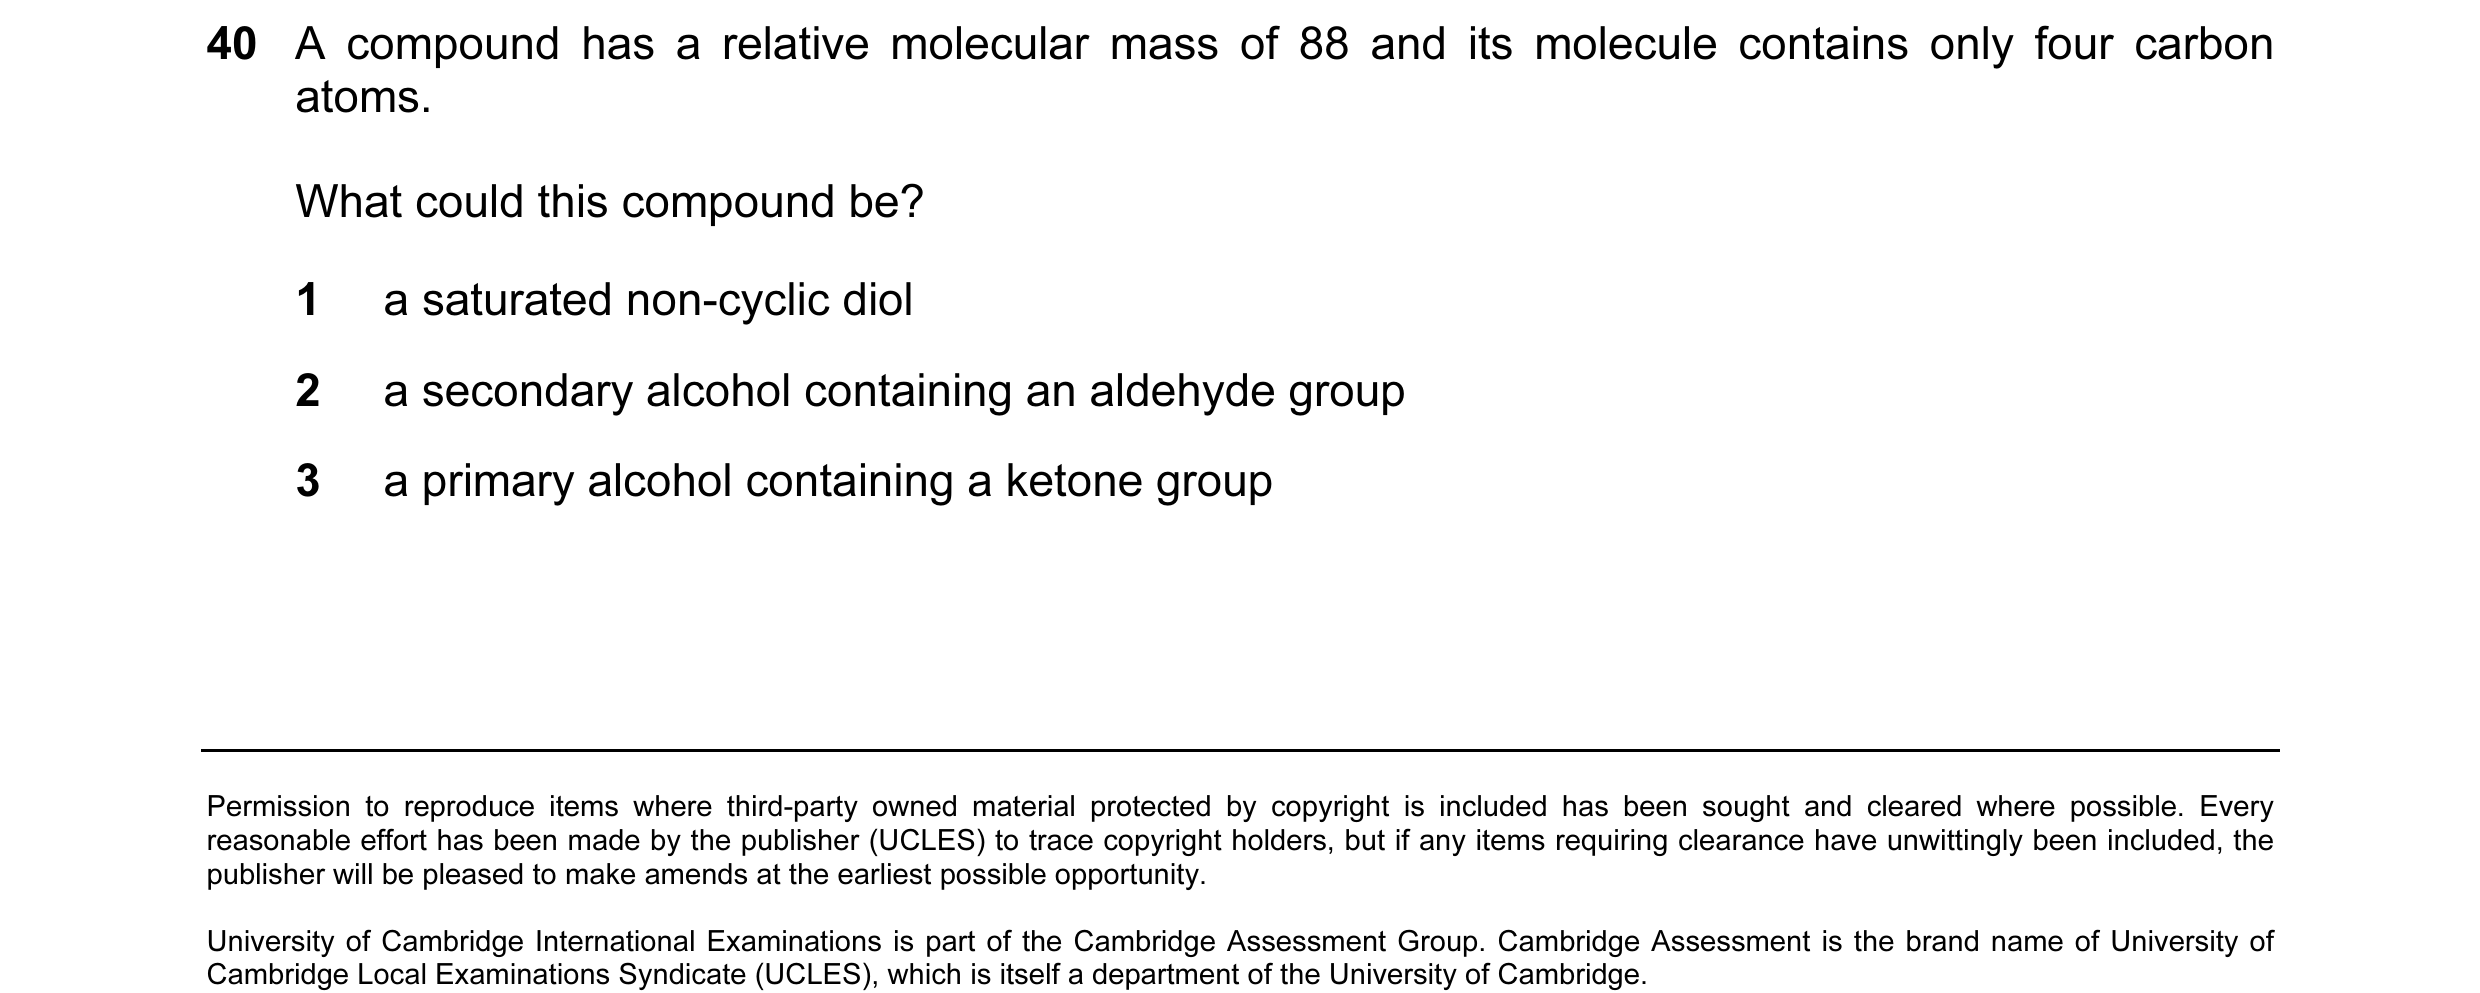 40 A compound has a relative molecular mass of 88 and its molecule contains only four carbon
atoms.
What could this compound be?
1 a saturated non-cyclic diol
2 a secondary alcohol containing an aldehyde group
3 a primary alcohol containing a ketone group
Permission to reproduce items where third-party owned material protected by copyright is included has been sought and cleared where possible. Every
reasonable effort has been made by the publisher (UCLES) to trace copyright holders, but if any items requiring clearance have unwittingly been included, the
publisher will be pleased to make amends at the earliest possible opportunity.
University of Cambridge International Examinations is part of the Cambridge Assessment Group. Cambridge Assessment is the brand name of University of
Cambridge Local Examinations Syndicate (UCLES), which is itself a department of the University of Cambridge.